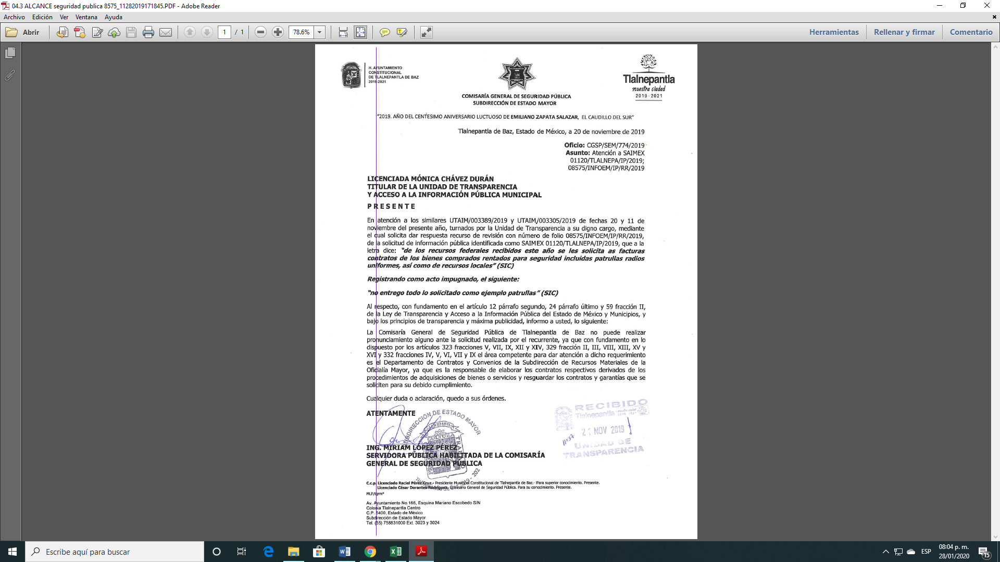 04.3 ALCANCE seguridad publica 8575_11282019171845.PDF - Adobe Reader
Archivo Edición Ver Ventana Ayuda
Abrir 1 / 1 78.6% Herramientas Rellenar y firmar Comentario
H. AYUNTAMIENTO
CONSTITUCIONAL
DE TLALNEPANTLA DE BAZ
2019-2021
Tlalnepantla
nuestra ciudad
2019 - 2021
COMISARÍA GENERAL DE SEGURIDAD PÚBLICA
SUBDIRECCIÓN DE ESTADO MAYOR
“2019. AÑO DEL CENTESIMO ANIVERSARIO LUCTUOSO DE EMILIANO ZAPATA SALAZAR, EL CAUDILLO DEL SUR”
Tlalnepantla de Baz, Estado de México, a 20 de noviembre de 2019
Oficio: CGSP/SEM/774/2019
Asunto: Atención a SAIMEX
01120/TLALNEPA/IP/2019;
08575/INFOEM/IP/RR/2019
LICENCIADA MÓNICA CHÁVEZ DURÁN
TITULAR DE LA UNIDAD DE TRANSPARENCIA
Y ACCESO A LA INFORMACIÓN PÚBLICA MUNICIPAL
P R E S E N T E
En atención a los similares UTAIM/003389/2019 y UTAIM/003305/2019 de fechas 20 y 11 de
noviembre del presente año, turnados por la Unidad de Transparencia a su digno cargo, mediante
el cual solicita dar respuesta recurso de revisión con número de folio 08575/INFOEM/IP/RR/2019,
de la solicitud de información pública identificada como SAIMEX 01120/TLALNEPA/IP/2019, que a la
letra dice: “de los recursos federales recibidos este año se les solicita as facturas
contratos de los bienes comprados rentados para seguridad incluidas patrullas radios
uniformes, así como de recursos locales” (SIC)
Registrando como acto impugnado, el siguiente:
“no entrego todo lo solicitado como ejemplo patrullas” (SIC)
Al respecto, con fundamento en el artículo 12 párrafo segundo, 24 párrafo último y 59 fracción II,
de la Ley de Transparencia y Acceso a la Información Pública del Estado de México y Municipios, y
bajo los principios de transparencia y máxima publicidad, informo a usted, lo siguiente:
La Comisaría General de Seguridad Pública de Tlalnepantla de Baz no puede realizar
pronunciamiento alguno ante la solicitud realizada por el recurrente, ya que con fundamento en lo
dispuesto por los artículos 323 fracciones V, VII, IX, XII y XIV, 329 fracción II, III, VIII, XIII, XV y
XVI y 332 fracciones IV, V, VI, VII y IX el área competente para dar atención a dicho requerimiento
es el Departamento de Contratos y Convenios de la Subdirección de Recursos Materiales de la
Oficialía Mayor, ya que es la responsable de elaborar los contratos respectivos derivados de los
procedimientos de adquisiciones de bienes o servicios y resguardar los contratos y garantías que se
soliciten para su debido cumplimiento.
Cualquier duda o aclaración, quedo a sus órdenes.
ATENTAMENTE
SUBDIRECCIÓN DE ESTADO MAYOR
TLALNEPANTLA
CULTURA
TRABAJO
RECIBIDO
Tlalnepantla
21 NOV 2019
UNIDAD DE
TRANSPARENCIA
ING. MIRIAM LÓPEZ PÉREZ
SERVIDORA PÚBLICA HABILITADA DE LA COMISARÍA
GENERAL DE SEGURIDAD PÚBLICA
C.c.p. Licenciado Raciel Pérez Cruz.- Presidente Municipal Constitucional de Tlalnepantla de Baz.- IPara superior conocimiento. Presente.
Licenciado César Dorantes Rodríguez. Comisario General de Seguridad Pública. Para su conocimiento. Presente.
MLP/tgrm*
Av. Ayuntamiento No.166, Esquina Mariano Escobedo S/N
Colonia Tlalnepantla Centro
C.P. 5400, Estado de México
Subdirección de Estado Mayor
Tel. (55) 758831000 Ext. 3023 y 3024
Escribe aquí para buscar
ESP
08:04 p. m.
28/01/2020
15